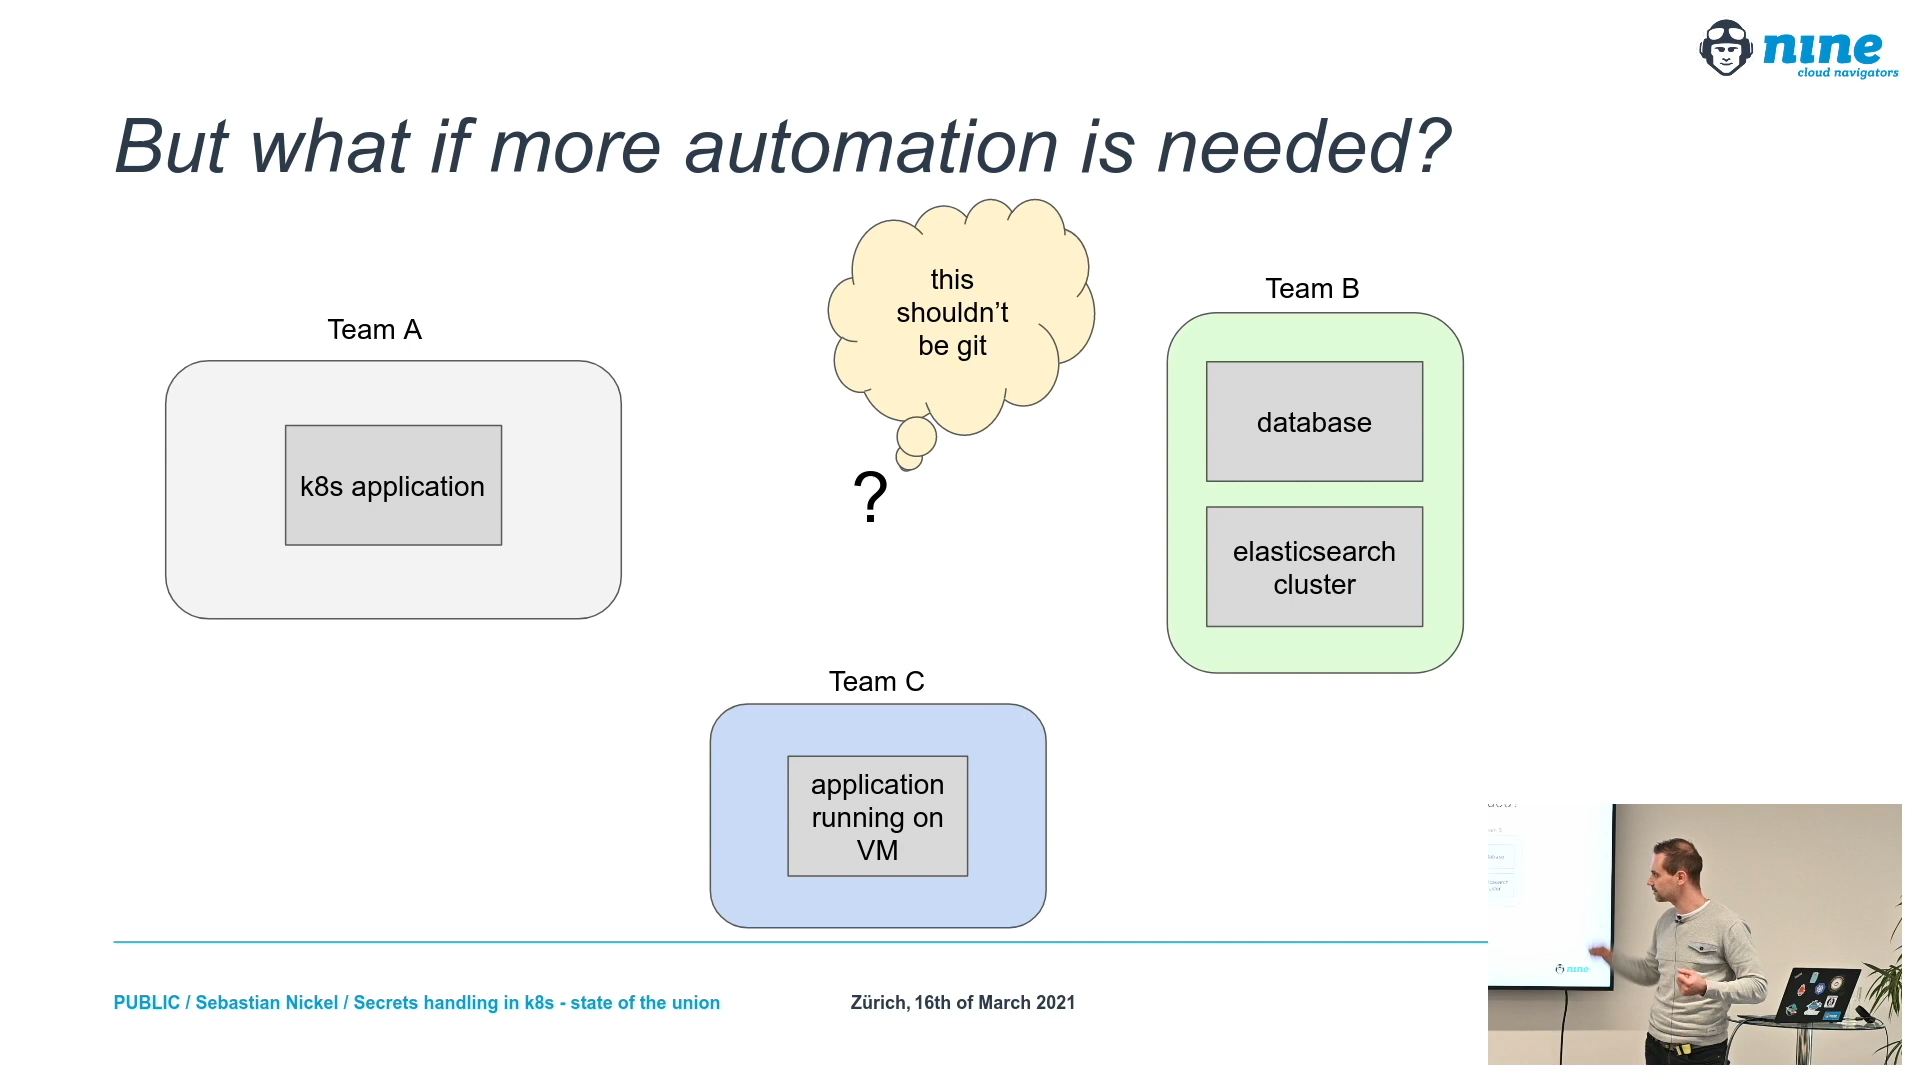 nine
cloud navigators
But what if more automation is needed?
this
shouldn’t
be git
Team B
Team A
database
k8s application
?
elasticsearch
cluster
Team C
application
running on
VM
PUBLIC / Sebastian Nickel / Secrets handling in k8s - state of the union
Zürich, 16th of March 2021
nine